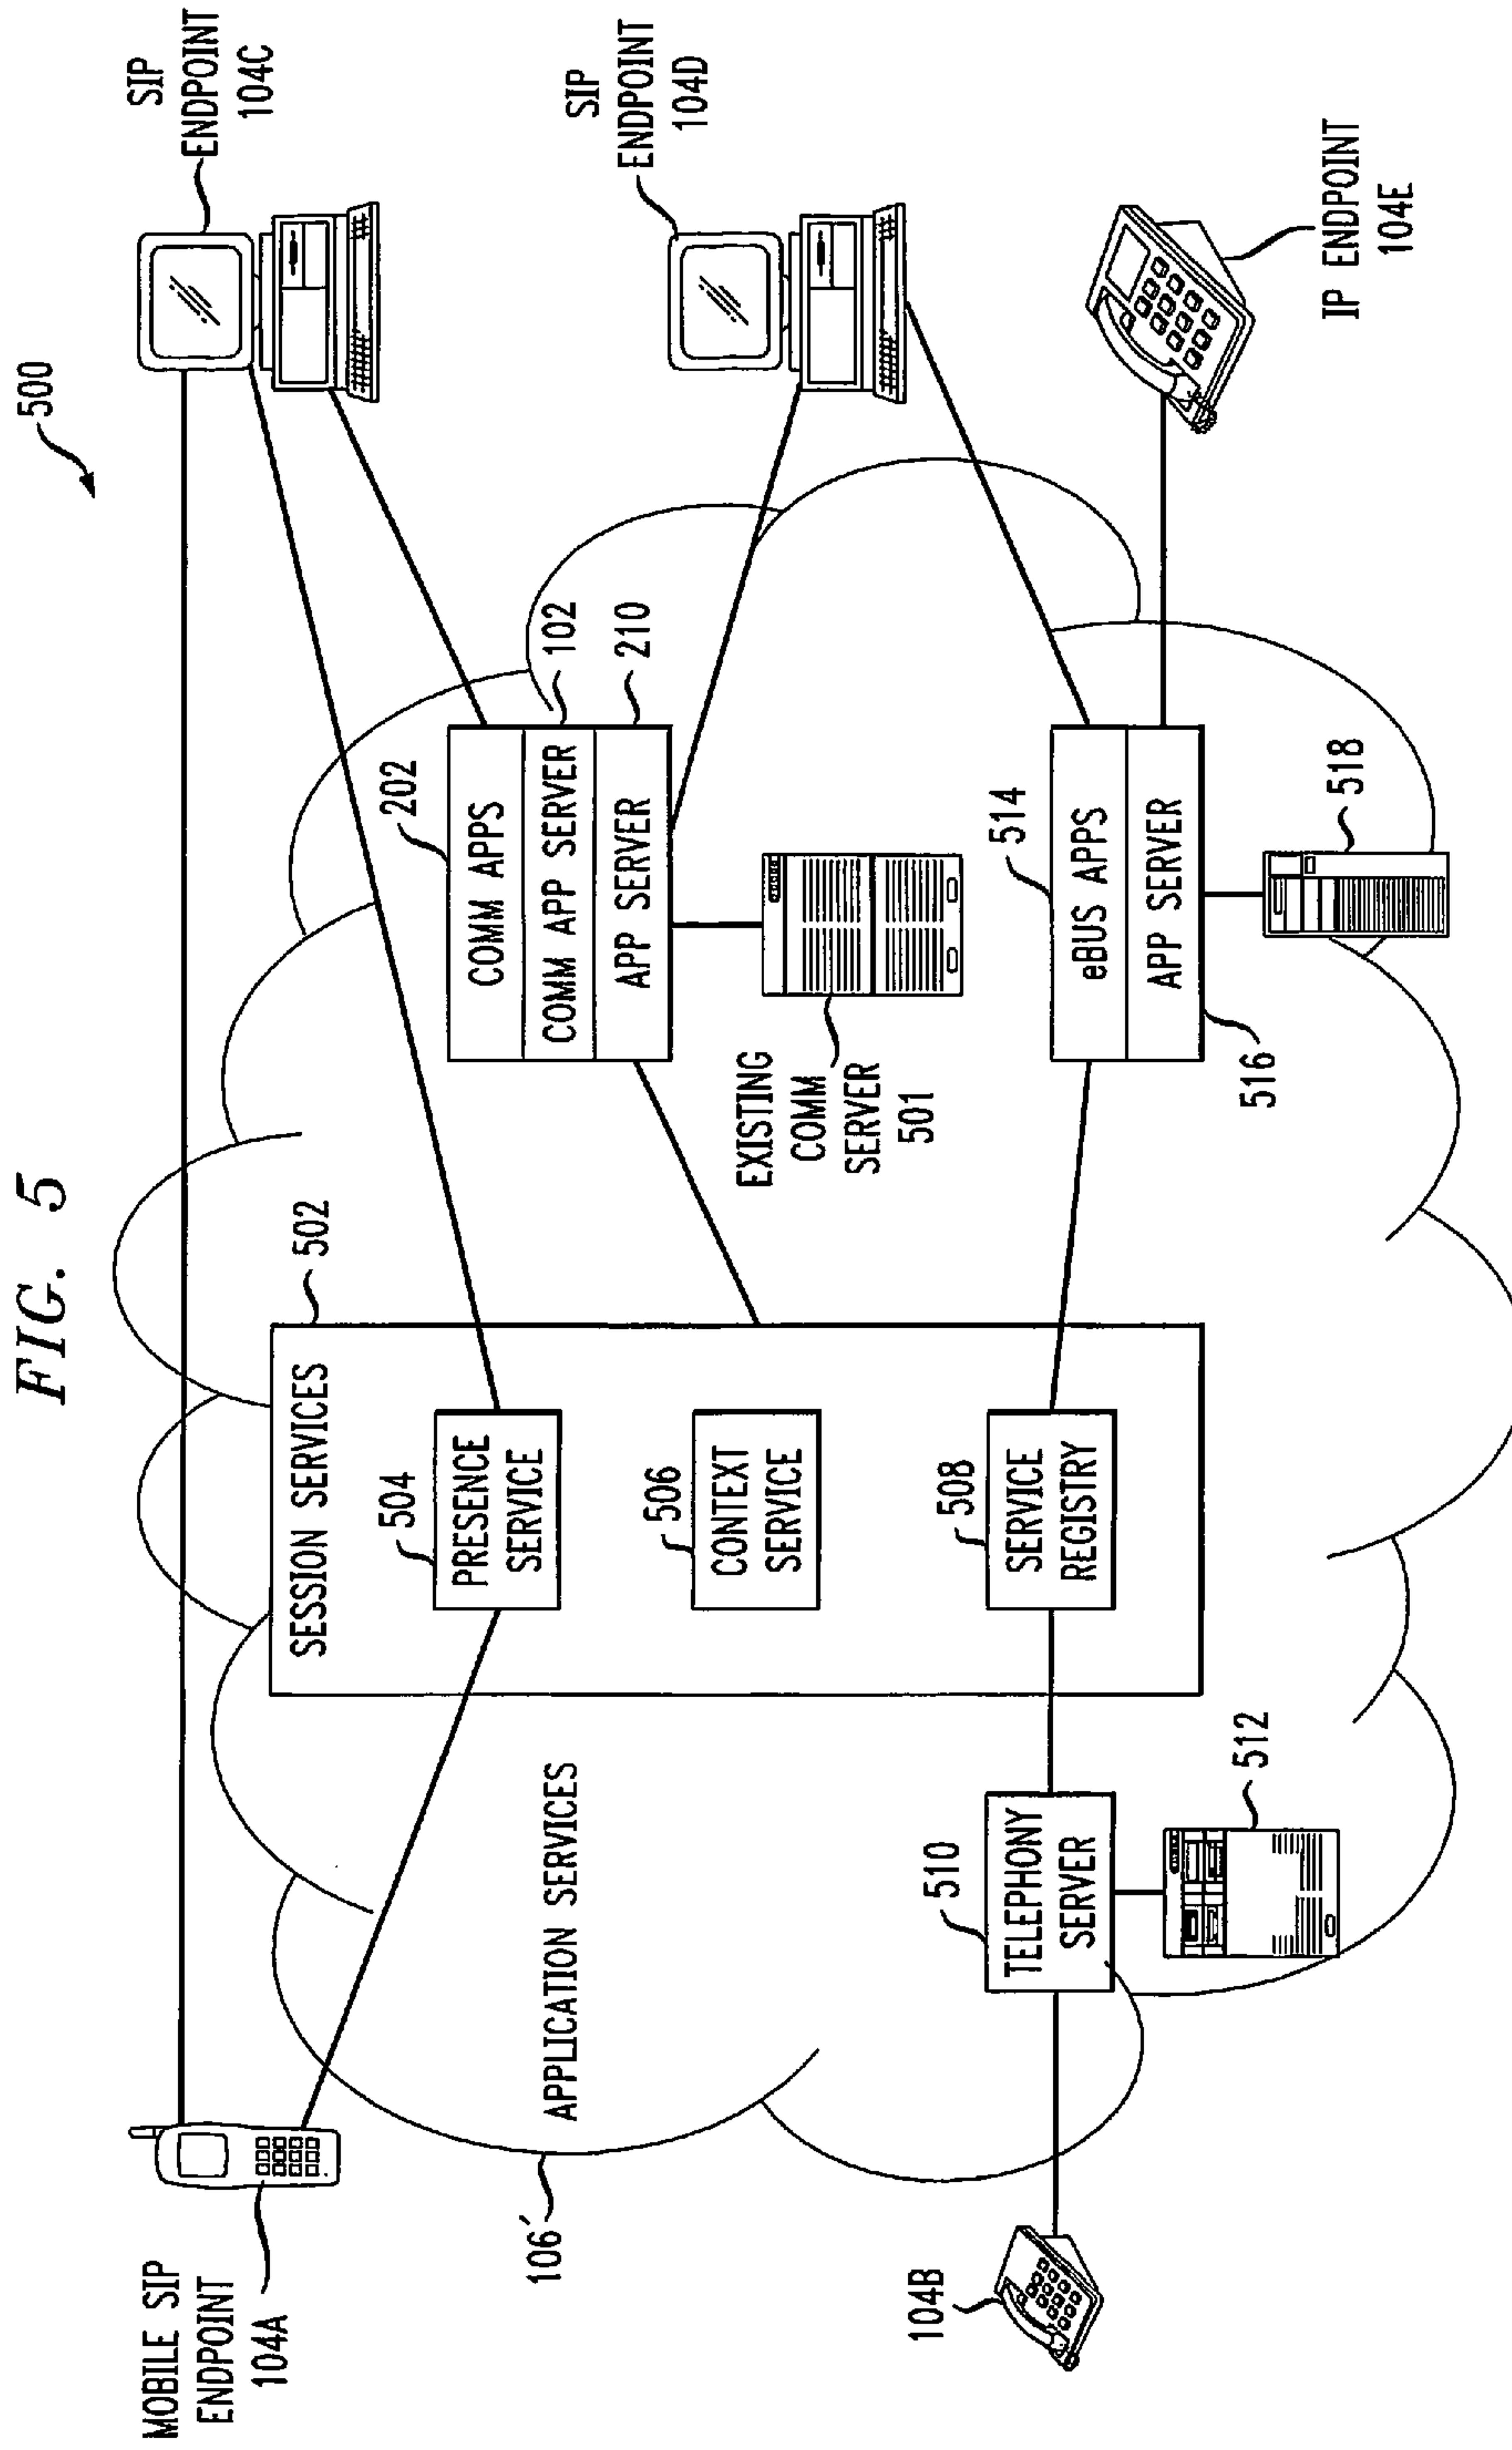 FIG. 5
500
MOBILE SIP
ENDPOINT
104A
SIP
ENDPOINT
104C
SESSION SERVICES
502
504
PRESENCE
SERVICE
202
COMM APPS
COMM APP SERVER
102
APP SERVER
210
SIP
ENDPOINT
104D
106'
APPLICATION SERVICES
506
CONTEXT
SERVICE
EXISTING
COMM
SERVER
501
104B
510
TELEPHONY
SERVER
512
508
SERVICE
REGISTRY
514
eBUS APPS
APP SERVER
516
518
IP ENDPOINT
104E